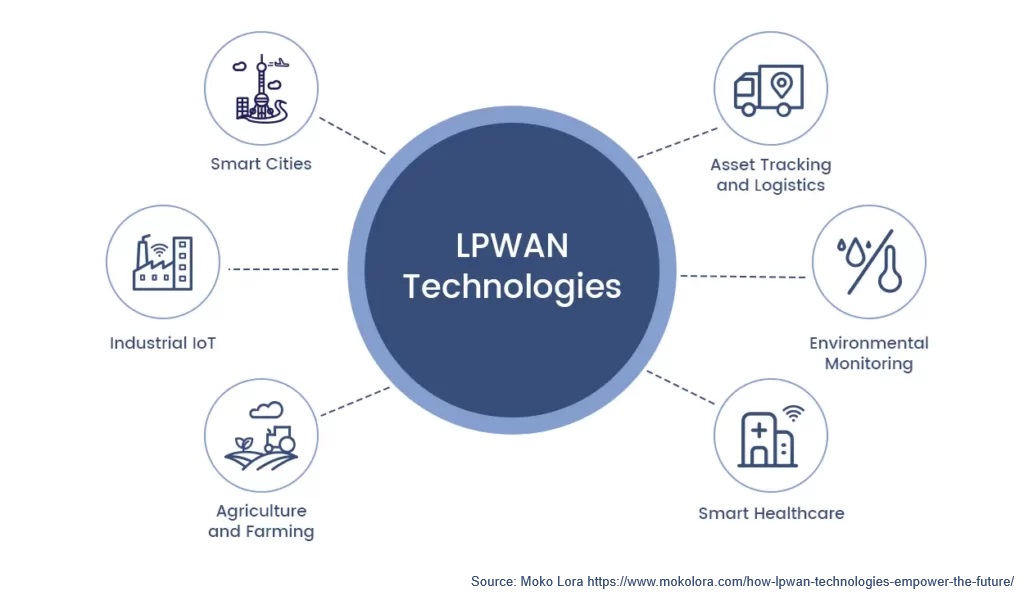 Smart Cities
Asset Tracking
and Logistics
LPWAN
Technologies
Industrial IoT
Environmental
Monitoring
Agriculture
and Farming
Smart Healthcare
Source: Moko Lora https://www.mokolora.com/how-lpwan-technologies-empower-the-future/